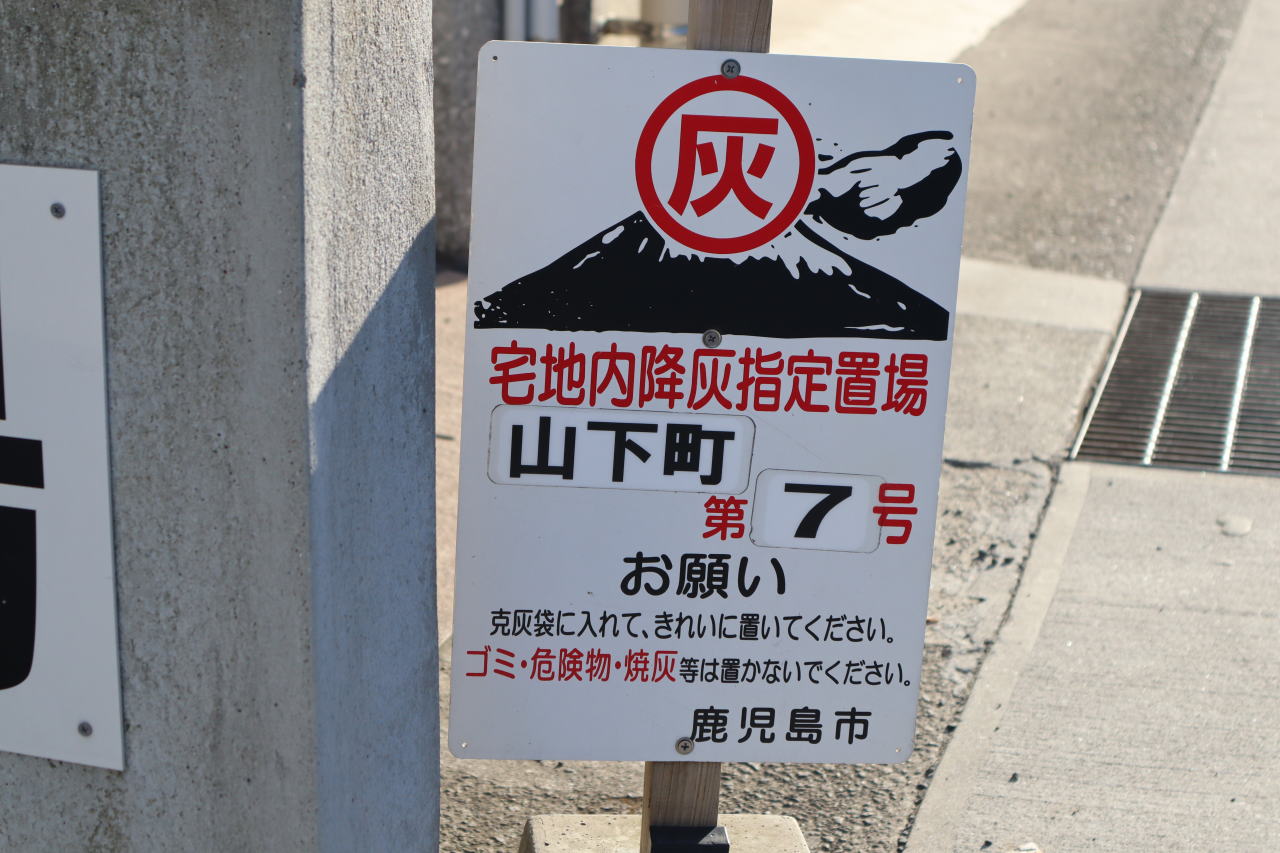 灰
宅地内降灰指定置場
山下町
第7号
お願い
克灰袋に入れて、きれいに置いてください。
ゴミ・危険物・焼灰等は置かないでください。
鹿児島市